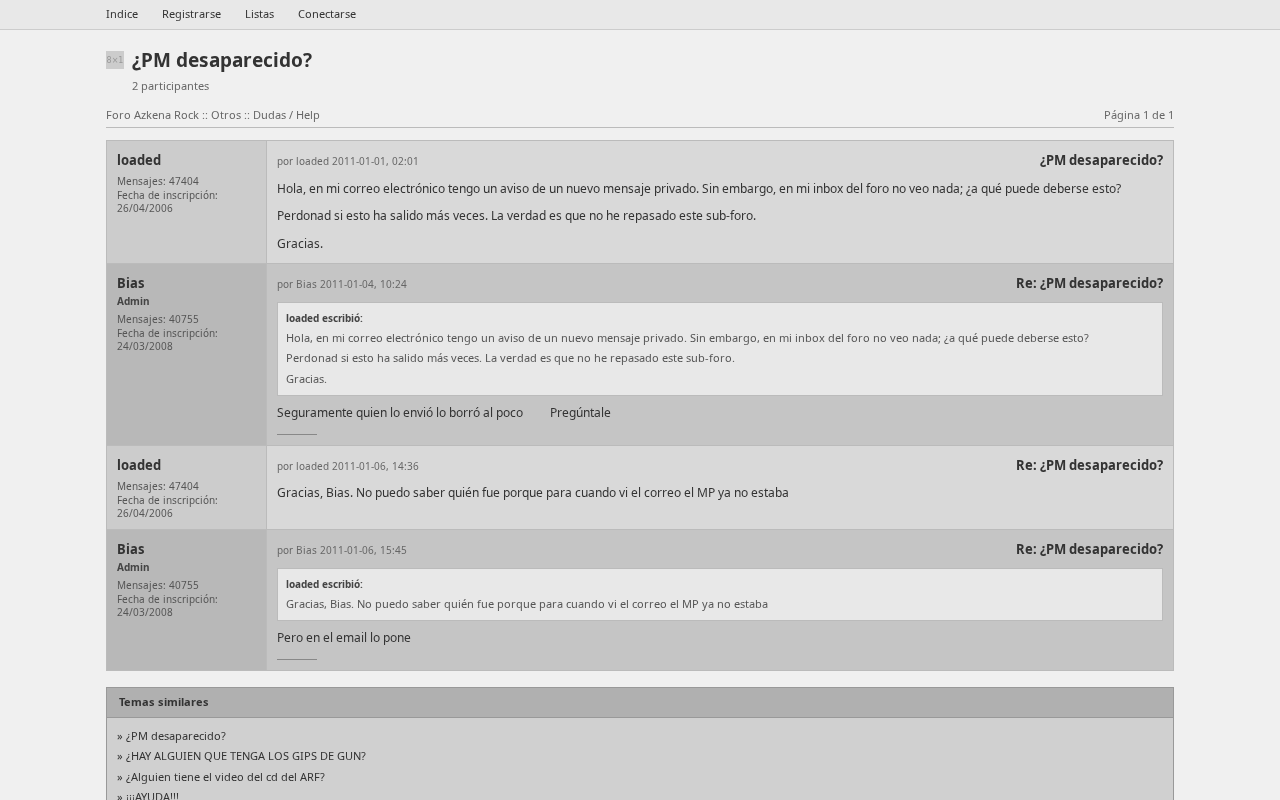 Indice Registrarse Listas Conectarse
8x1
¿PM desaparecido?
2 participantes
Foro Azkena Rock :: Otros :: Dudas / Help Página 1 de 1
loaded
Mensajes: 47404
Fecha de inscripción:
26/04/2006
por loaded 2011-01-01, 02:01 ¿PM desaparecido?
Hola, en mi correo electrónico tengo un aviso de un nuevo mensaje privado. Sin embargo, en mi inbox del foro no veo nada; ¿a qué puede deberse esto?
Perdonad si esto ha salido más veces. La verdad es que no he repasado este sub-foro.
Gracias.
Bias
Admin
Mensajes: 40755
Fecha de inscripción:
24/03/2008
por Bias 2011-01-04, 10:24 Re: ¿PM desaparecido?
loaded escribió:
Hola, en mi correo electrónico tengo un aviso de un nuevo mensaje privado. Sin embargo, en mi inbox del foro no veo nada; ¿a qué puede deberse esto?
Perdonad si esto ha salido más veces. La verdad es que no he repasado este sub-foro.
Gracias.
Seguramente quien lo envió lo borró al poco Pregúntale
loaded
Mensajes: 47404
Fecha de inscripción:
26/04/2006
por loaded 2011-01-06, 14:36 Re: ¿PM desaparecido?
Gracias, Bias. No puedo saber quién fue porque para cuando vi el correo el MP ya no estaba
Bias
Admin
Mensajes: 40755
Fecha de inscripción:
24/03/2008
por Bias 2011-01-06, 15:45 Re: ¿PM desaparecido?
loaded escribió:
Gracias, Bias. No puedo saber quién fue porque para cuando vi el correo el MP ya no estaba
Pero en el email lo pone
Temas similares
» ¿PM desaparecido?
» ¿HAY ALGUIEN QUE TENGA LOS GIPS DE GUN?
» ¿Alguien tiene el video del cd del ARF?
» ¡¡¡AYUDA!!!